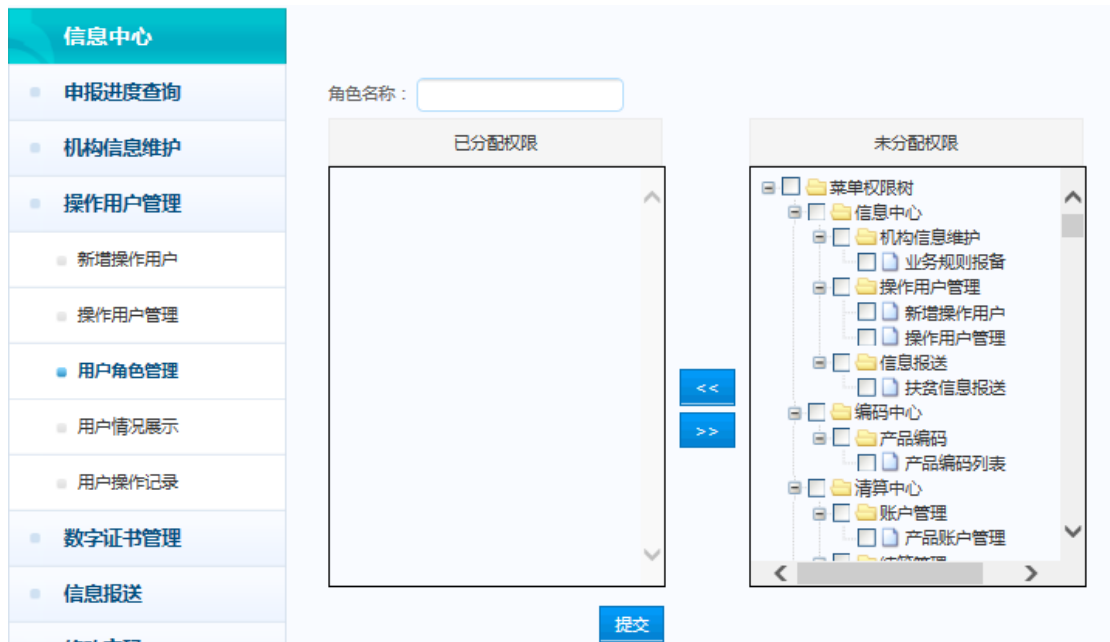 信息中心
申报进度查询
机构信息维护
操作用户管理
新增操作用户
操作用户管理
用户角色管理
用户情况展示
用户操作记录
数字证书管理
信息报送
角色名称：
已分配权限
<<
>>
未分配权限
菜单权限树
信息中心
机构信息维护
业务规则报备
操作用户管理
新增操作用户
操作用户管理
信息报送
扶贫信息报送
编码中心
产品编码
产品编码列表
清算中心
账户管理
产品账户管理
提交